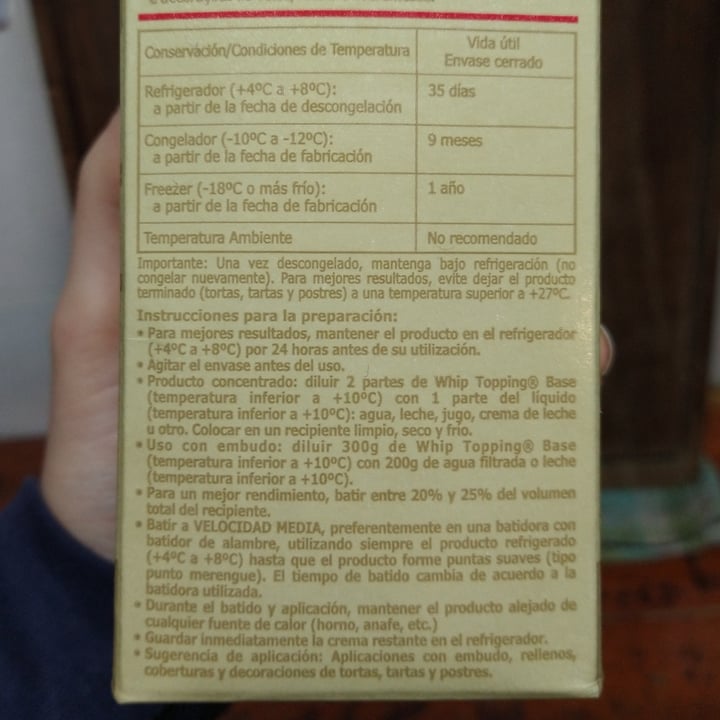 Conservación/Condiciones de Temperatura
Vida útil
Envase cerrado
Refrigerador (+4ºC a +8ºC):
a partir de la fecha de descongelación
35 días
Congelador (-10ºC a -12ºC):
a partir de la fecha de fabricación
9 meses
Freezer (-18ºC o más frío):
a partir de la fecha de fabricación
1 año
Temperatura Ambiente
No recomendado
Importante: Una vez descongelado, mantenga bajo refrigeración (no
congelar nuevamente). Para mejores resultados, evite dejar el producto
terminado (tortas, tartas y postres) a una temperatura superior a +27ºC.
Instrucciones para la preparación:
• Para mejores resultados, mantener el producto en el refrigerador
(+4ºC a +8ºC) por 24 horas antes de su utilización.
• Agitar el envase antes del uso.
• Producto concentrado: diluir 2 partes de Whip Topping® Base
(temperatura inferior a +10ºC) con 1 parte del líquido
(temperatura inferior a +10ºC): agua, leche, jugo, crema de leche
u otro. Colocar en un recipiente limpio, seco y frío.
• Uso con embudo: diluir 300g de Whip Topping® Base
(temperatura inferior a +10ºC) con 200g de agua filtrada o leche
(temperatura inferior a +10ºC).
• Para un mejor rendimiento, batir entre 20% y 25% del volumen
total del recipiente.
• Batir a VELOCIDAD MEDIA, preferentemente en una batidora con
batidor de alambre, utilizando siempre el producto refrigerado
(+4ºC a +8ºC) hasta que el producto forme puntas suaves (tipo
punto merengue). El tiempo de batido cambia de acuerdo a la
batidora utilizada.
• Durante el batido y aplicación, mantener el producto alejado de
cualquier fuente de calor (horno, anafe, etc.)
• Guardar inmediatamente la crema restante en el refrigerador.
• Sugerencia de aplicación: Aplicaciones con embudo, rellenos,
coberturas y decoraciones de tortas, tartas y postres.